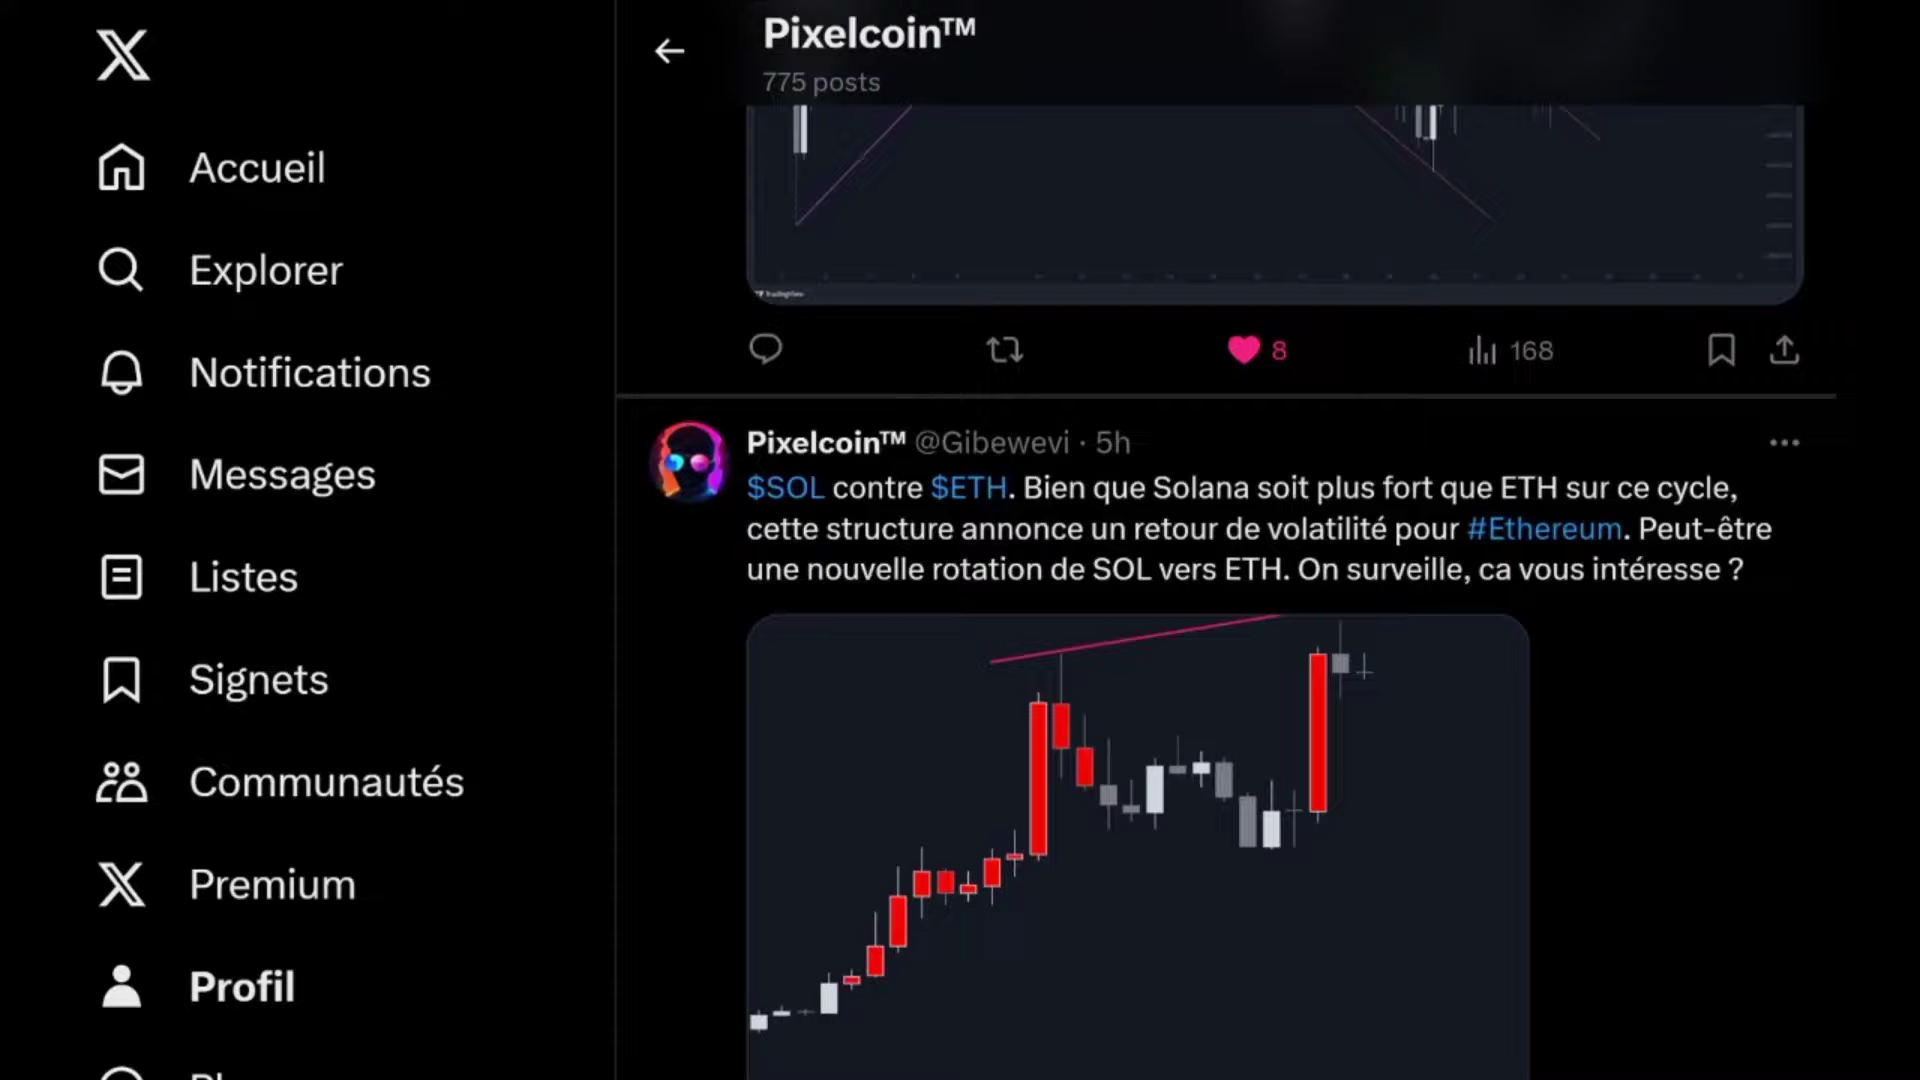 Pixelcoin™
775 posts
Accueil
Explorer
Notifications
Messages
Listes
Signets
Communautés
Premium
Profil
TradingView
8
168
Pixelcoin™ @Gibewevi · 5h
$SOL contre $ETH. Bien que Solana soit plus fort que ETH sur ce cycle,
cette structure annonce un retour de volatilité pour #Ethereum. Peut-être
une nouvelle rotation de SOL vers ETH. On surveille, ca vous intéresse ?